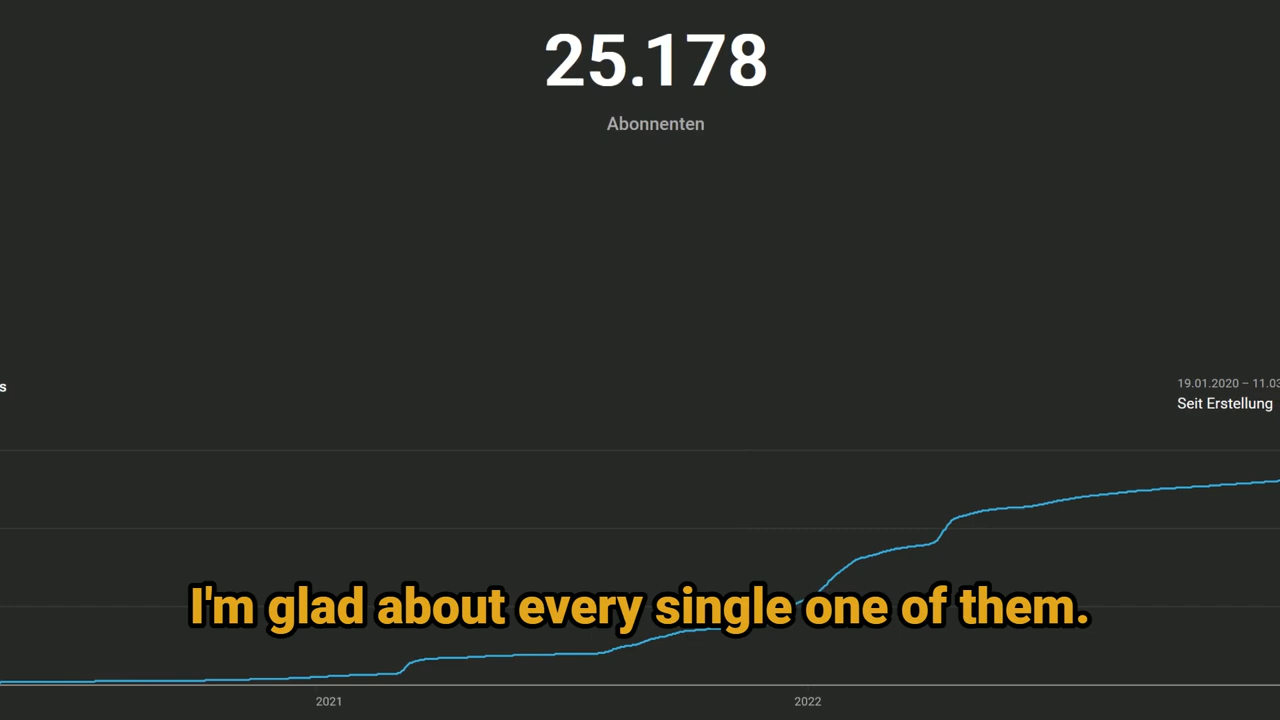 25.178
Abonnenten
s
19.01.2020 – 11.03
Seit Erstellung
I'm glad about every single one of them.
2021
2022